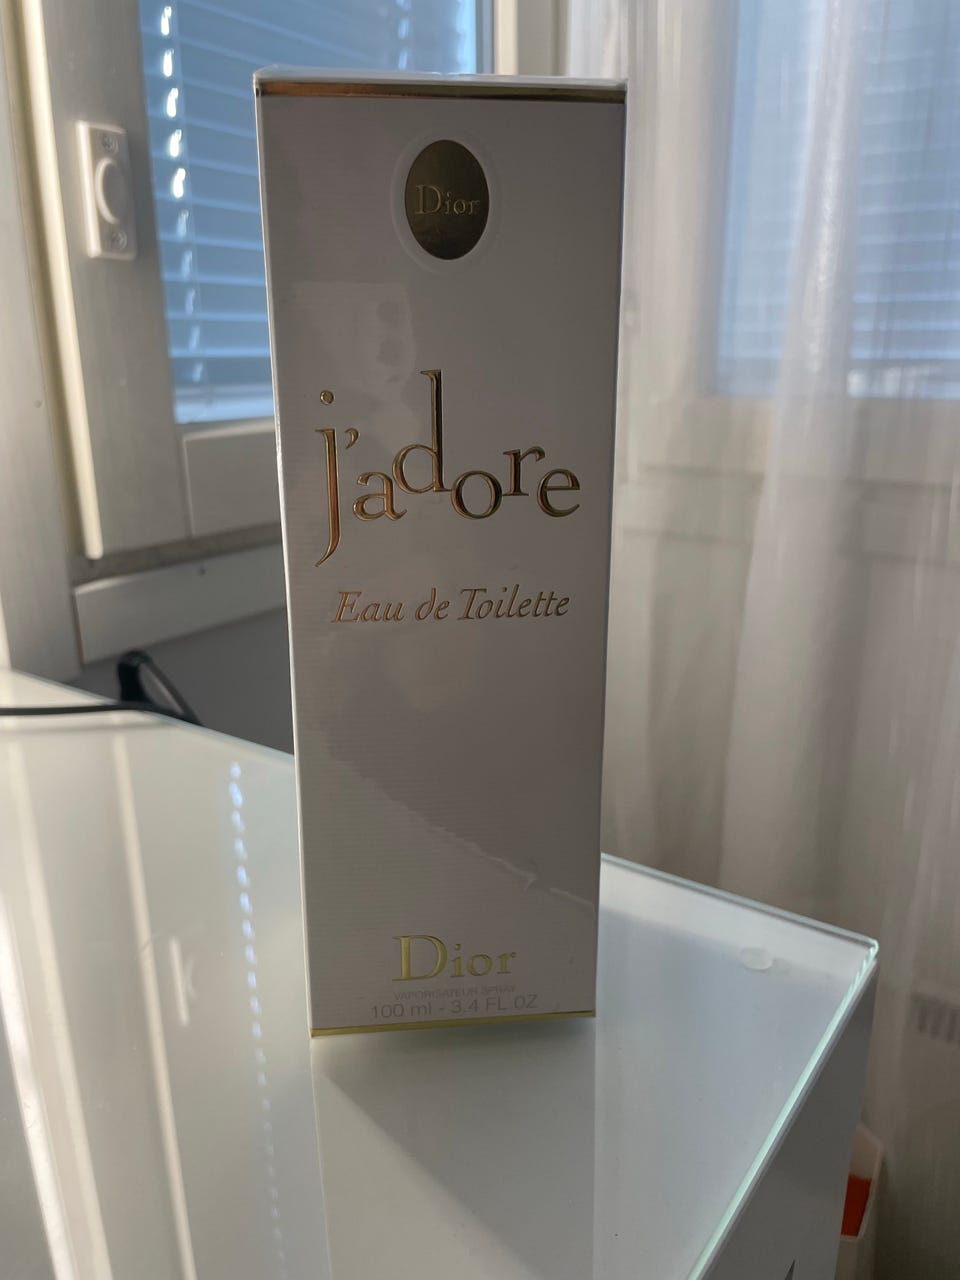 Dior
j'adore
Eau de Toilette
Dior
VAPORISATEUR SPRAY
100 ml - 3.4 FL.OZ